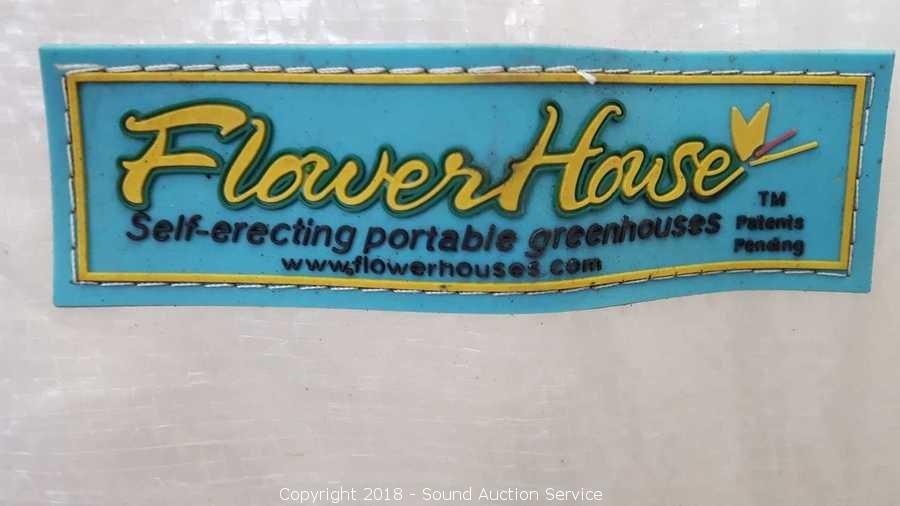 FlowerHouse
TM
Self-erecting portable greenhouses
Patents
Pending
www.flowerhouses.com
Copyright 2018 - Sound Auction Service